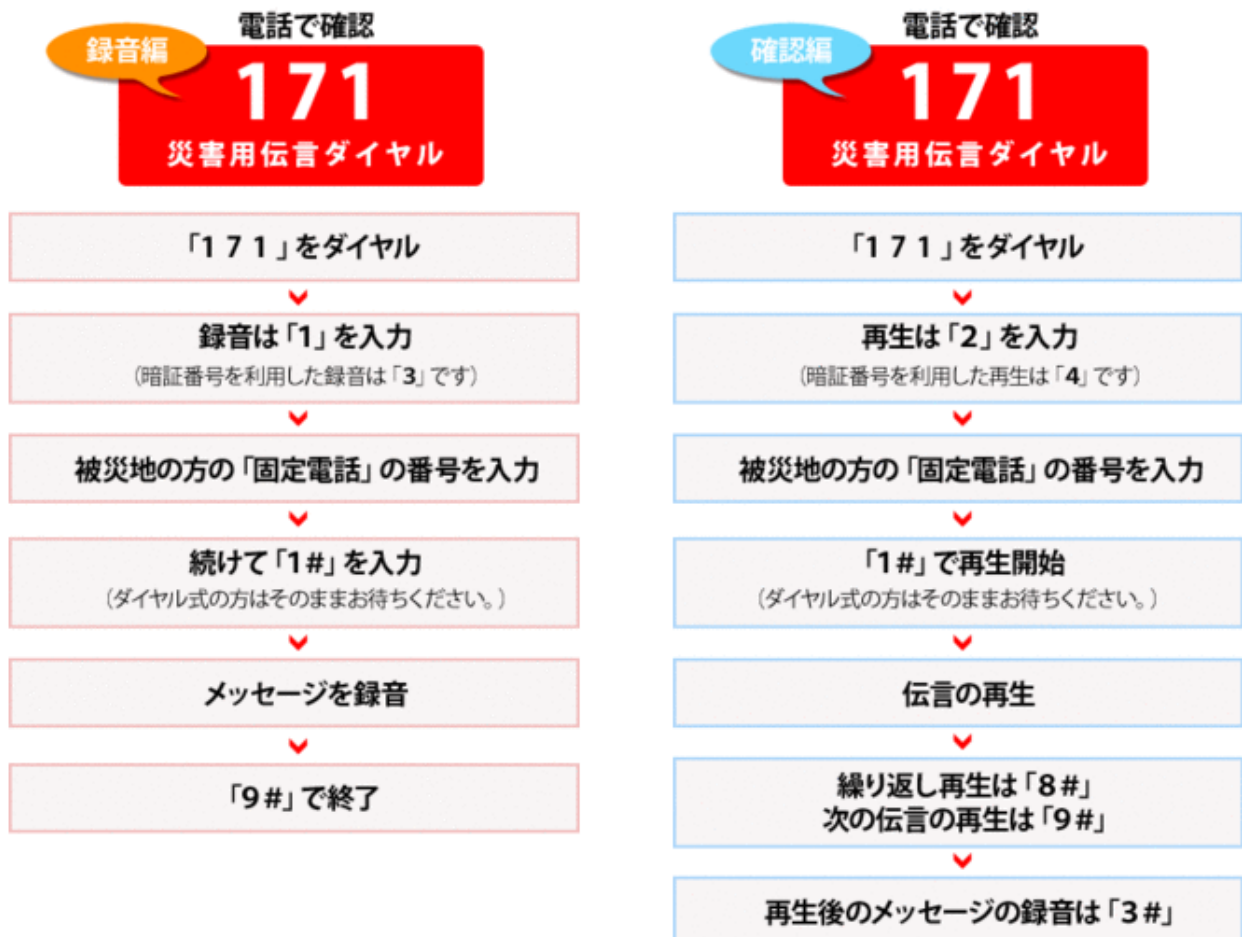 電話で確認
録音編
171
災害用伝言ダイヤル
「171」をダイヤル
録音は「1」を入力
(暗証番号を利用した録音は「3」です)
被災地の方の「固定電話」の番号を入力
続けて「1#」を入力
(ダイヤル式の方はそのままお待ちください。)
メッセージを録音
「9#」で終了
電話で確認
確認編
171
災害用伝言ダイヤル
「171」をダイヤル
再生は「2」を入力
(暗証番号を利用した再生は「4」です)
被災地の方の「固定電話」の番号を入力
「1#」で再生開始
(ダイヤル式の方はそのままお待ちください。)
伝言の再生
繰り返し再生は「8#」
次の伝言の再生は「9#」
再生後のメッセージの録音は「3#」